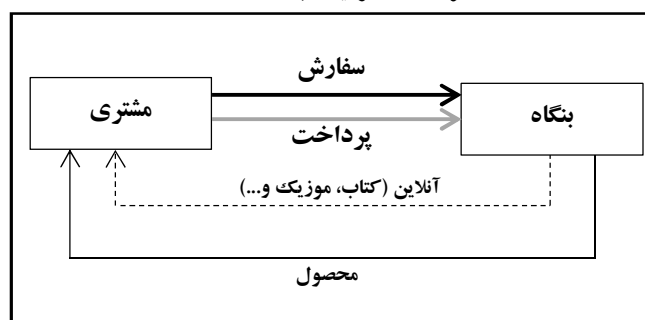 سفارش
مشتری
بنگاه
پرداخت
آنلاین (کتاب، موزیک و...)
محصول